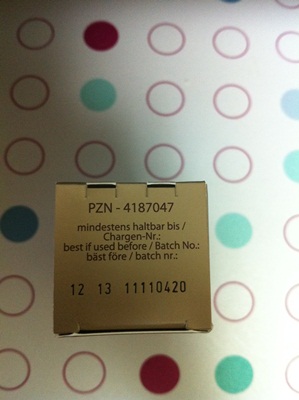 PZN - 4187047
mindestens haltbar bis /
Chargen-Nr.:
best if used before / Batch No.:
bäst före / batch nr.:
12 13 11110420